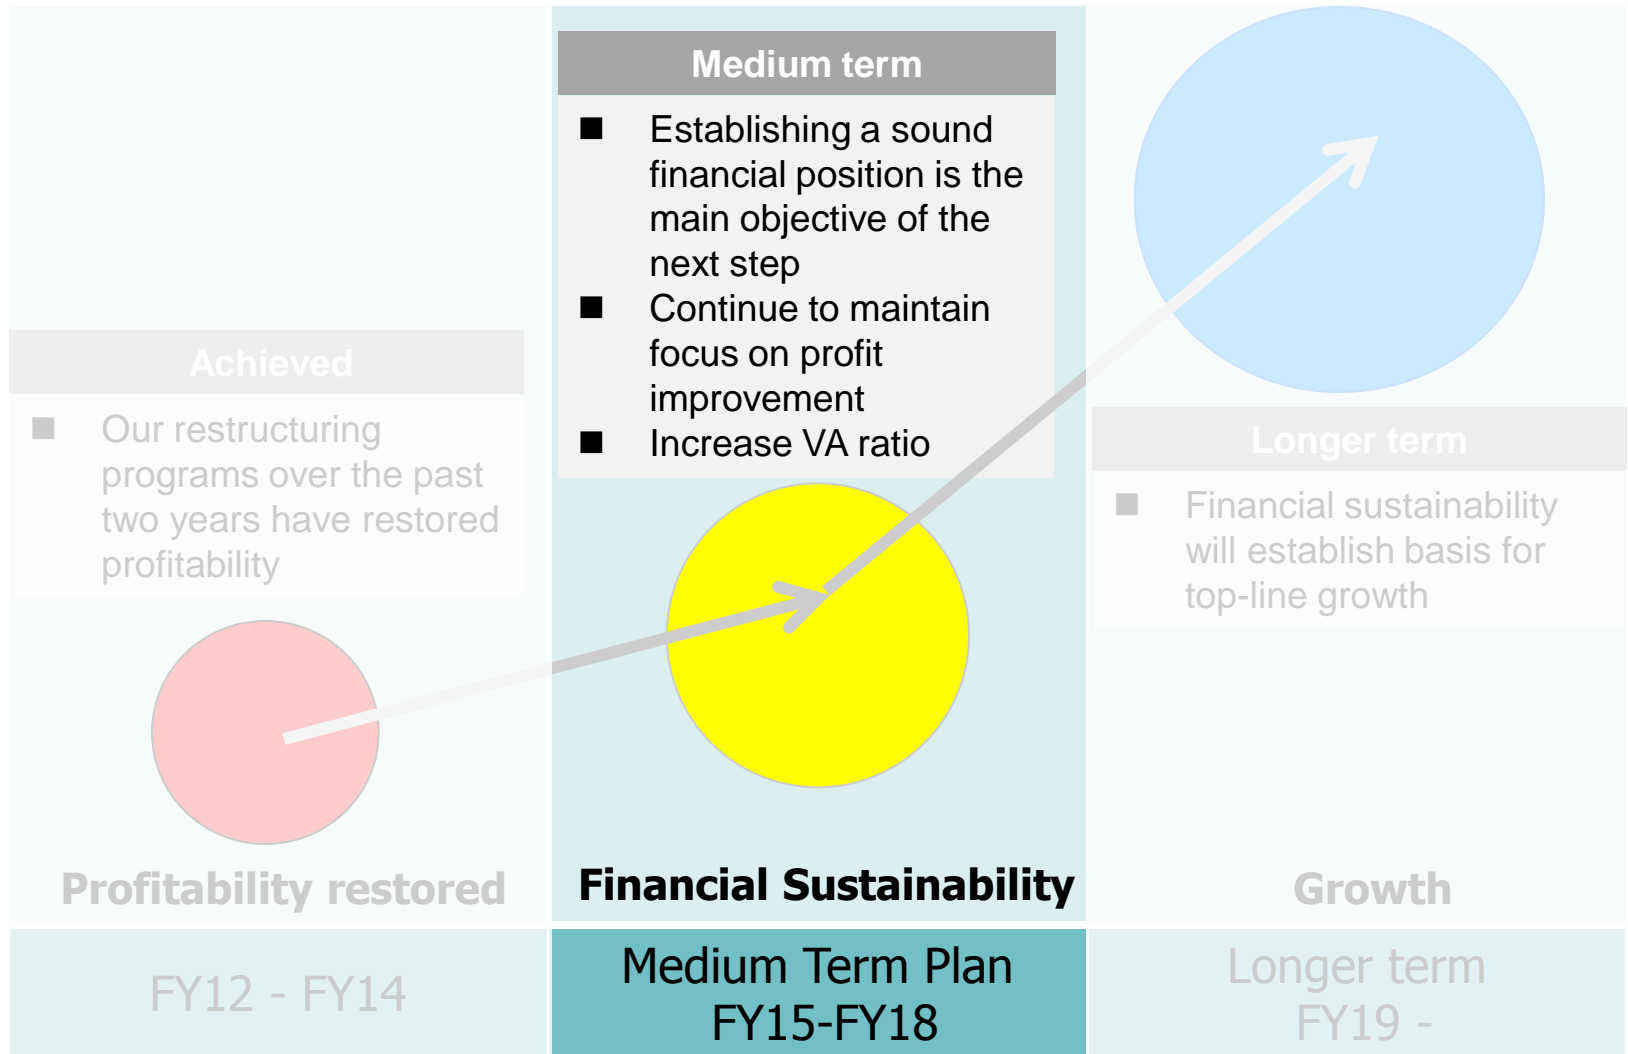 Achieved
■ Our restructuring
programs over the past
two years have restored
profitability
Profitability restored
FY12 - FY14
Medium term
■ Establishing a sound
financial position is the
main objective of the
next step
■ Continue to maintain
focus on profit
improvement
■ Increase VA ratio
Financial Sustainability
Medium Term Plan
FY15-FY18
Longer term
■ Financial sustainability
will establish basis for
top-line growth
Growth
Longer term
FY19 -